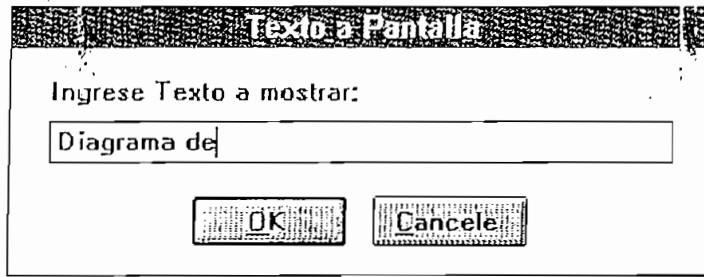 Texto a Pantalla
Ingrese Texto a mostrar:
Diagrama de
OK Cancele